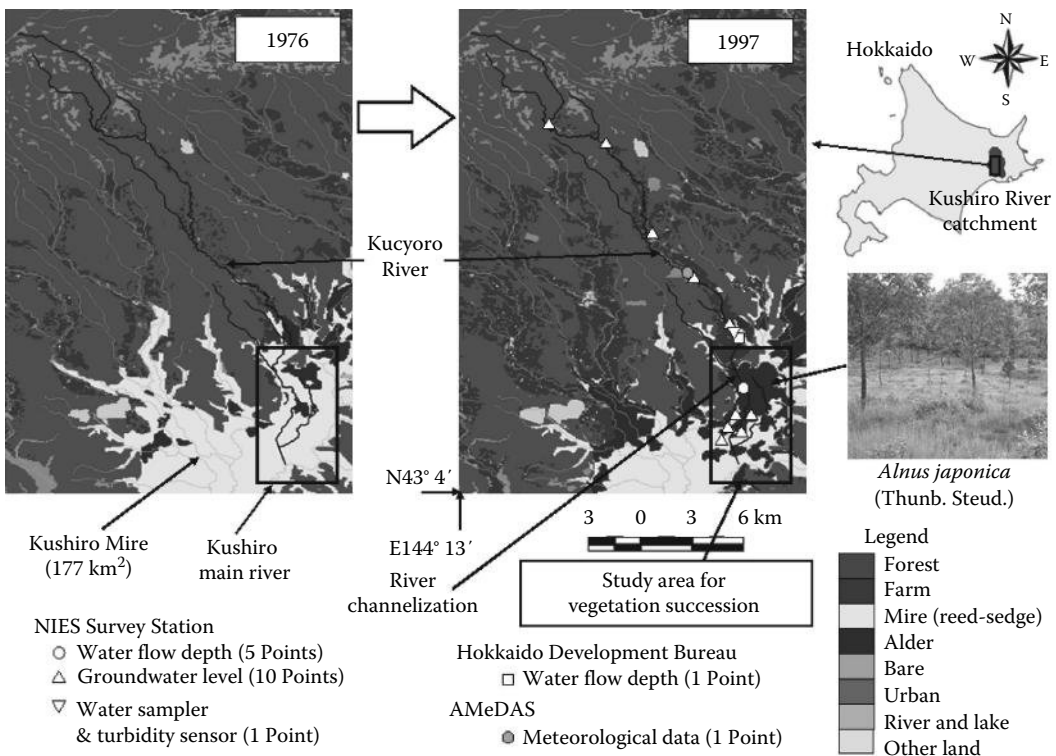 1976
1997
Hokkaido
N
W
E
S
Kushiro River
catchment
Kucyoro
River
Alnus japonica
(Thunb. Steud.)
N43° 4′
E144° 13′
3 0 3 6 km
Kushiro Mire
(177 km²)
Kushiro
main river
River
channelization
Study area for
vegetation succession
NIES Survey Station
Water flow depth (5 Points)
Groundwater level (10 Points)
Water sampler
& turbidity sensor (1 Point)
Hokkaido Development Bureau
Water flow depth (1 Point)
AMeDAS
Meteorological data (1 Point)
Legend
Forest
Farm
Mire (reed-sedge)
Alder
Bare
Urban
River and lake
Other land